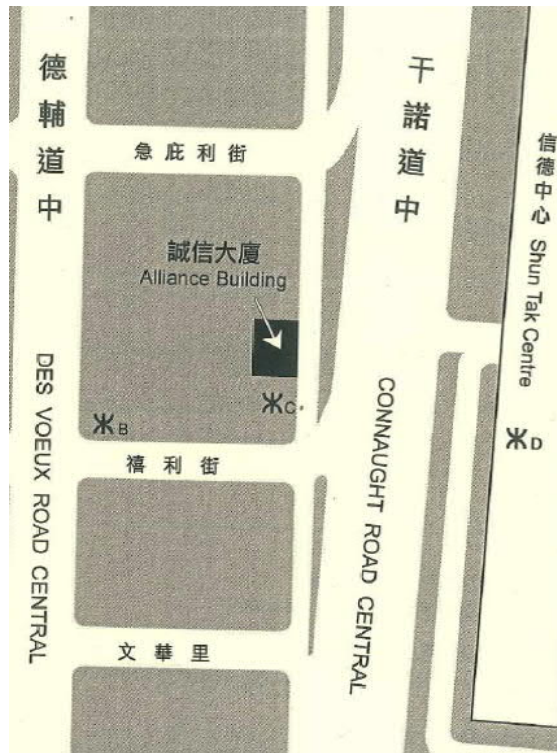 德輔道中
干諾道中
急庇利街
信德中心 Shun Tak Centre
誠信大廈
Alliance Building
DES VOEUX ROAD CENTRAL
CONNAUGHT ROAD CENTRAL
C
B
D
禧利街
文華里